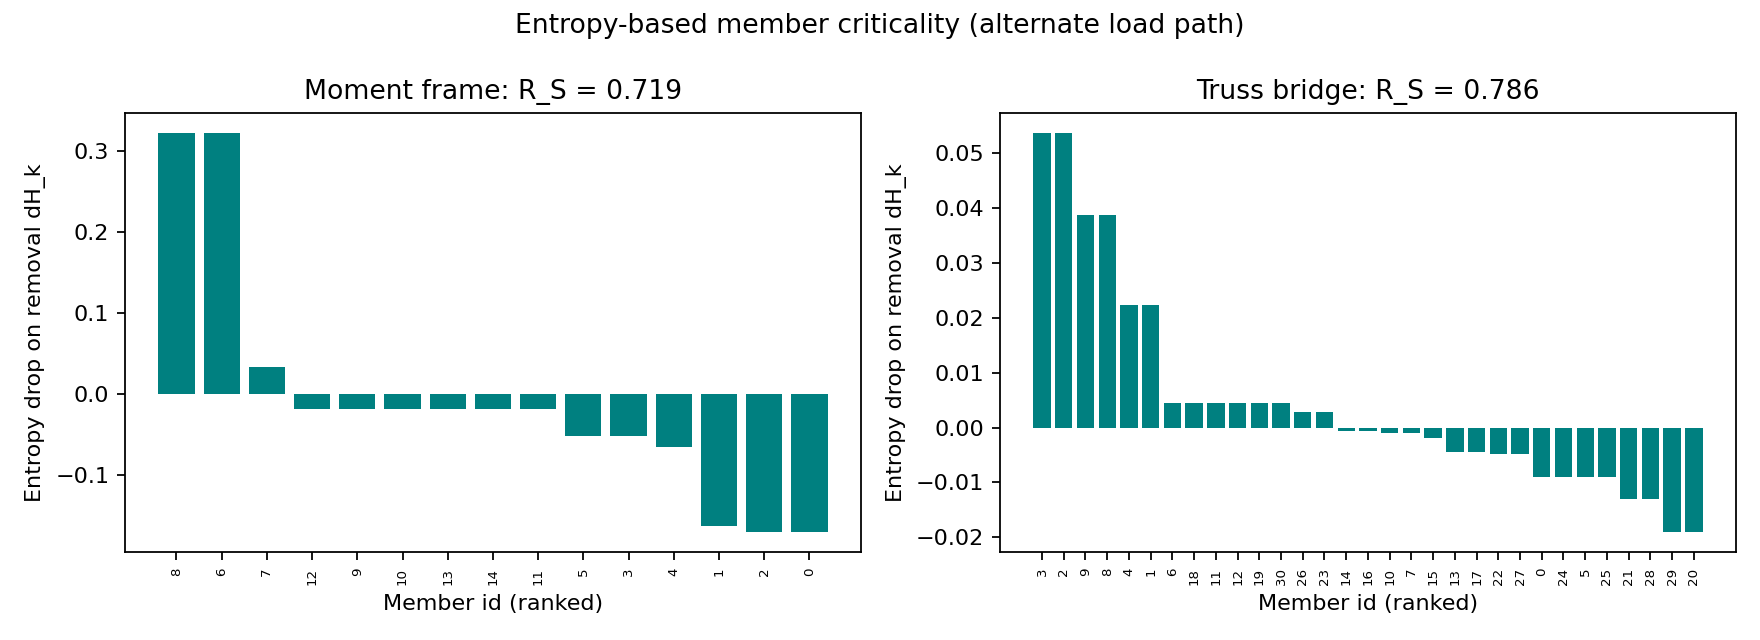 Entropy-based member criticality (alternate load path)
Moment frame: R_S = 0.719
Entropy drop on removal dH_k
0.3
0.2
0.1
0.0
−0.1
8 6 7 12 9 10 13 14 11 5 3 4 1 2 0
Member id (ranked)
Truss bridge: R_S = 0.786
Entropy drop on removal dH_k
0.05
0.04
0.03
0.02
0.01
0.00
−0.01
−0.02
3 2 9 8 4 1 6 18 11 12 19 30 26 23 14 16 10 7 15 13 17 22 27 0 24 5 25 21 28 29 20
Member id (ranked)